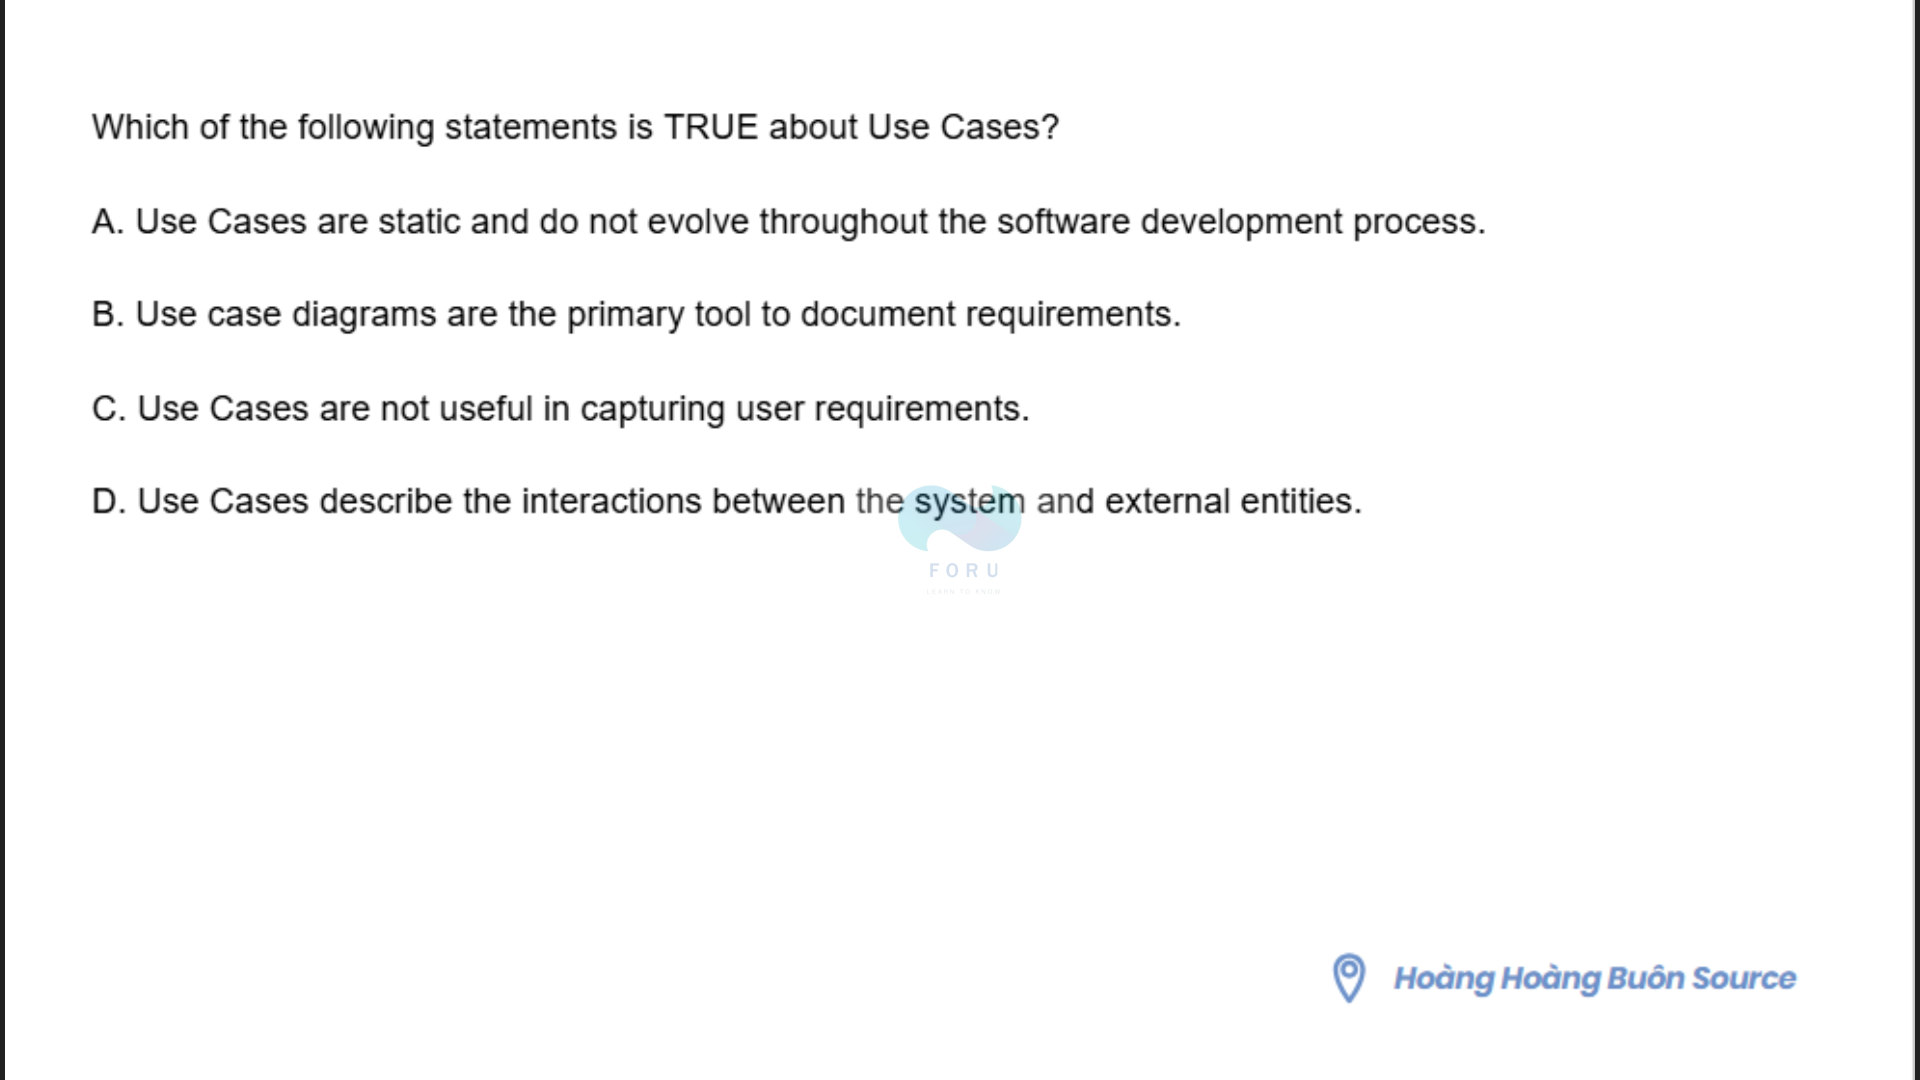 Which of the following statements is TRUE about Use Cases?
A. Use Cases are static and do not evolve throughout the software development process.
B. Use case diagrams are the primary tool to document requirements.
C. Use Cases are not useful in capturing user requirements.
D. Use Cases describe the interactions between the system and external entities.
FORU
LEARN TO KNOW
Hoàng Hoàng Buôn Source